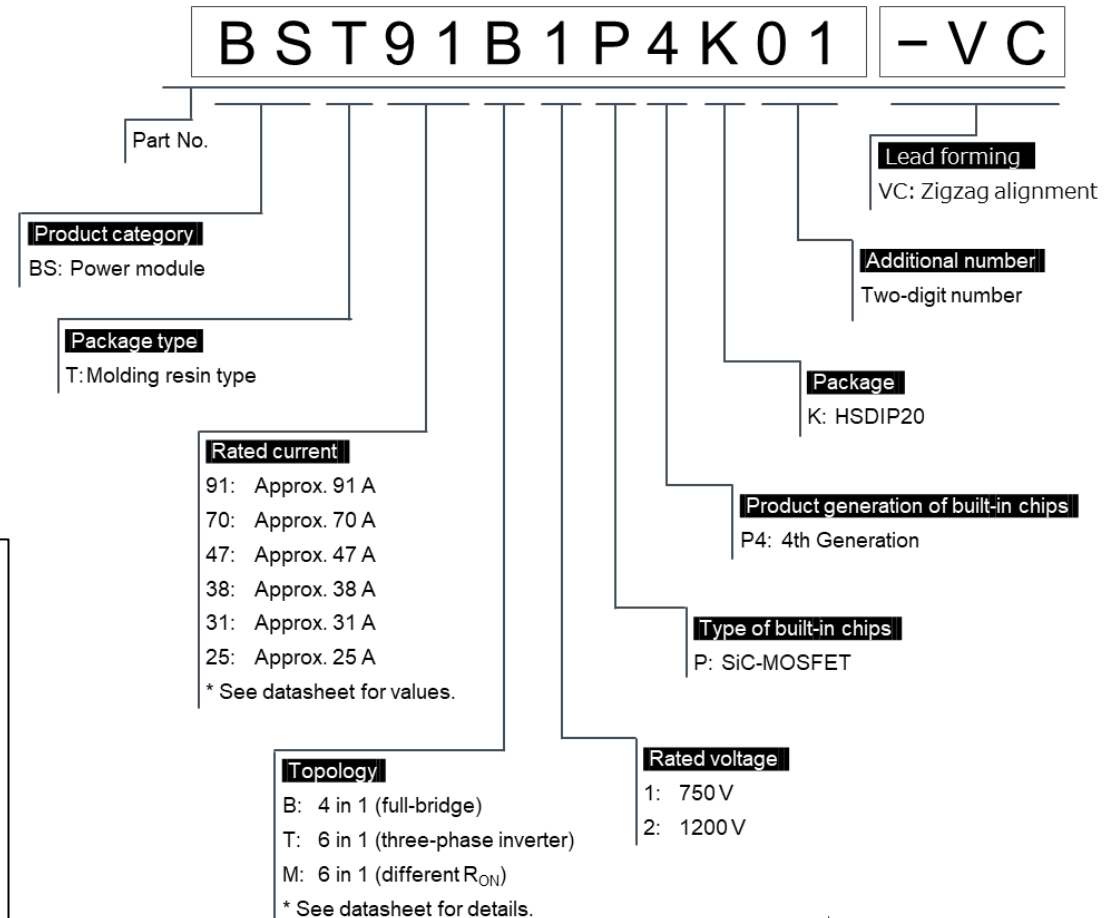 BST91B1P4K01 -VC
Part No.
Lead forming
VC: Zigzag alignment
Product category
BS: Power module
Additional number
Two-digit number
Package type
T: Molding resin type
Package
K: HSDIP20
Rated current
91: Approx. 91 A
70: Approx. 70 A
47: Approx. 47 A
38: Approx. 38 A
31: Approx. 31 A
25: Approx. 25 A
* See datasheet for values.
Product generation of built-in chips
P4: 4th Generation
Type of built-in chips
P: SiC-MOSFET
Topology
B: 4 in 1 (full-bridge)
T: 6 in 1 (three-phase inverter)
M: 6 in 1 (different RON)
* See datasheet for details.
Rated voltage
1: 750 V
2: 1200 V